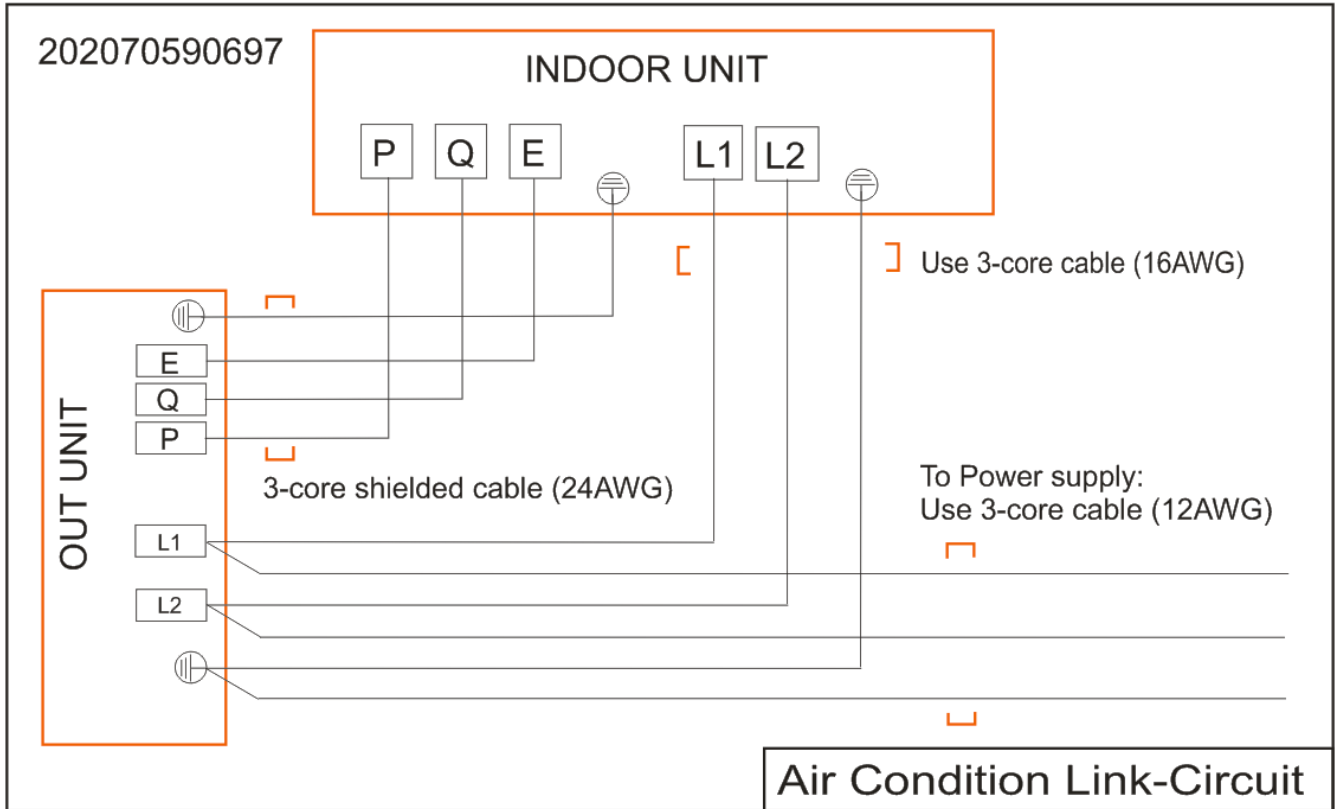 202070590697
INDOOR UNIT
P Q E L1 L2
Use 3-core cable (16AWG)
OUT UNIT
E
Q
P
3-core shielded cable (24AWG)
To Power supply:
Use 3-core cable (12AWG)
L1
L2
Air Condition Link-Circuit